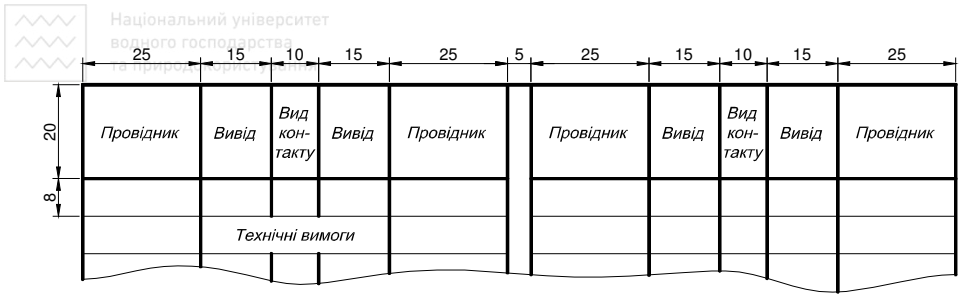 Національний університет
водного господарства
та природокористування
25 15 10 15 25 5 25 15 10 15 25
20
Провідник Вивід Вид кон-такту Вивід Провідник Провідник Вивід Вид кон-такту Вивід Провідник
8
Технічні вимоги